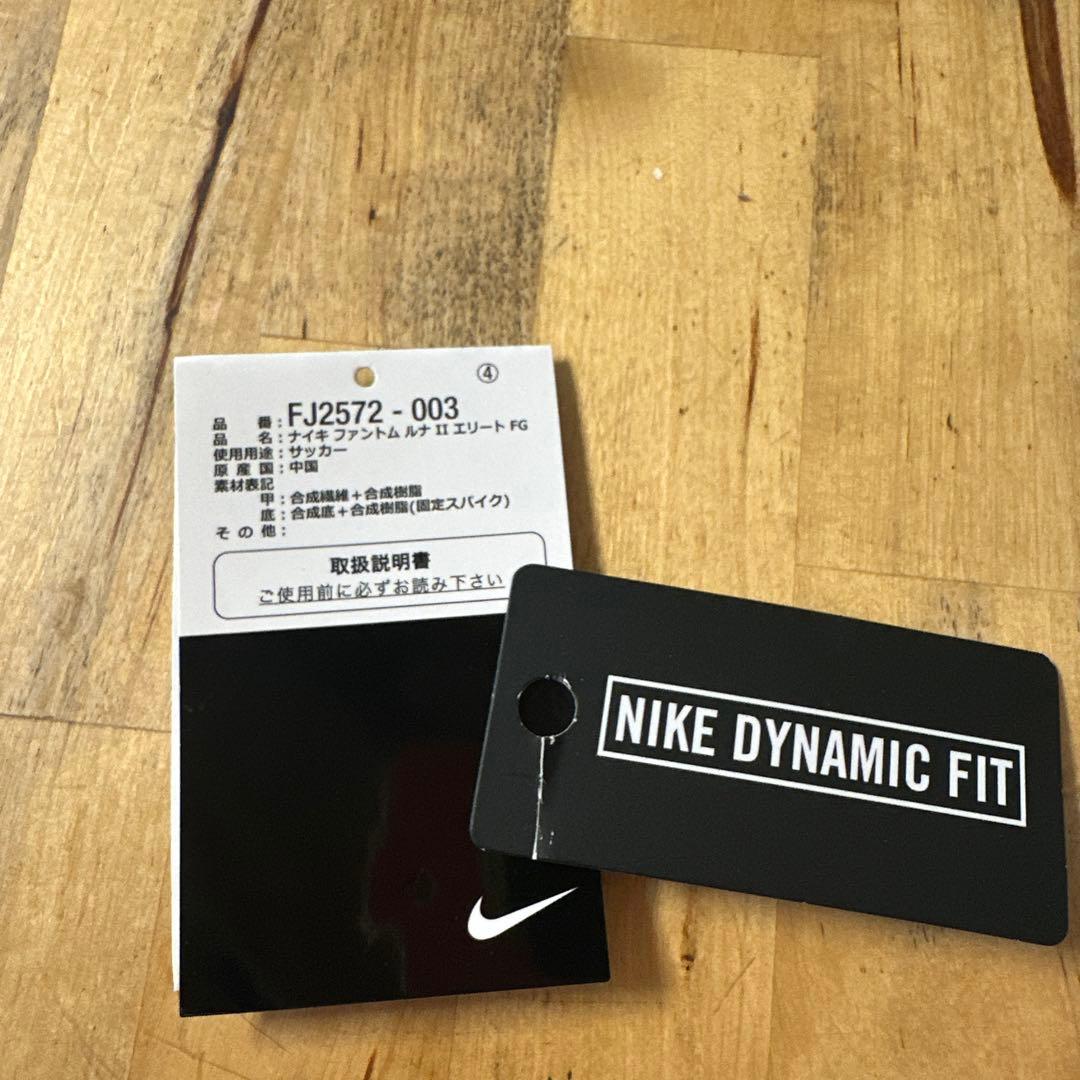 ④
品 番：FJ2572 - 003
品 名：ナイキ ファントム ルナ II エリート FG
使用用途：サッカー
原 産 国：中国
素材表記
甲：合成繊維＋合成樹脂
底：合成底＋合成樹脂(固定スパイク)
そ の 他：
取扱説明書
ご使用前に必ずお読み下さい
NIKE DYNAMIC FIT